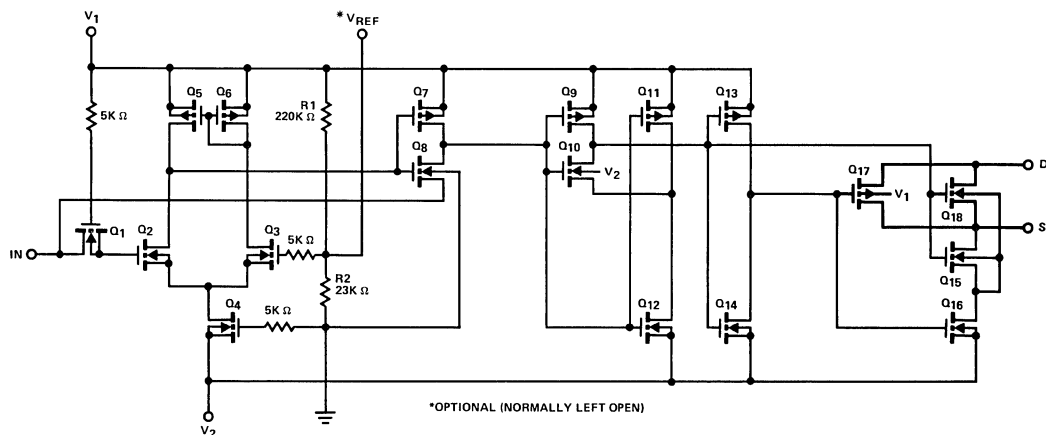 V1
* VREF
5K Ω
Q5
Q6
R1
220K Ω
Q7
Q8
Q9
Q10
V2
Q11
Q13
Q17
V1
D
Q18
S
IN
Q1
Q2
Q3
5K Ω
R2
23K Ω
Q15
Q4
5K Ω
Q12
Q14
Q16
V2
*OPTIONAL (NORMALLY LEFT OPEN)